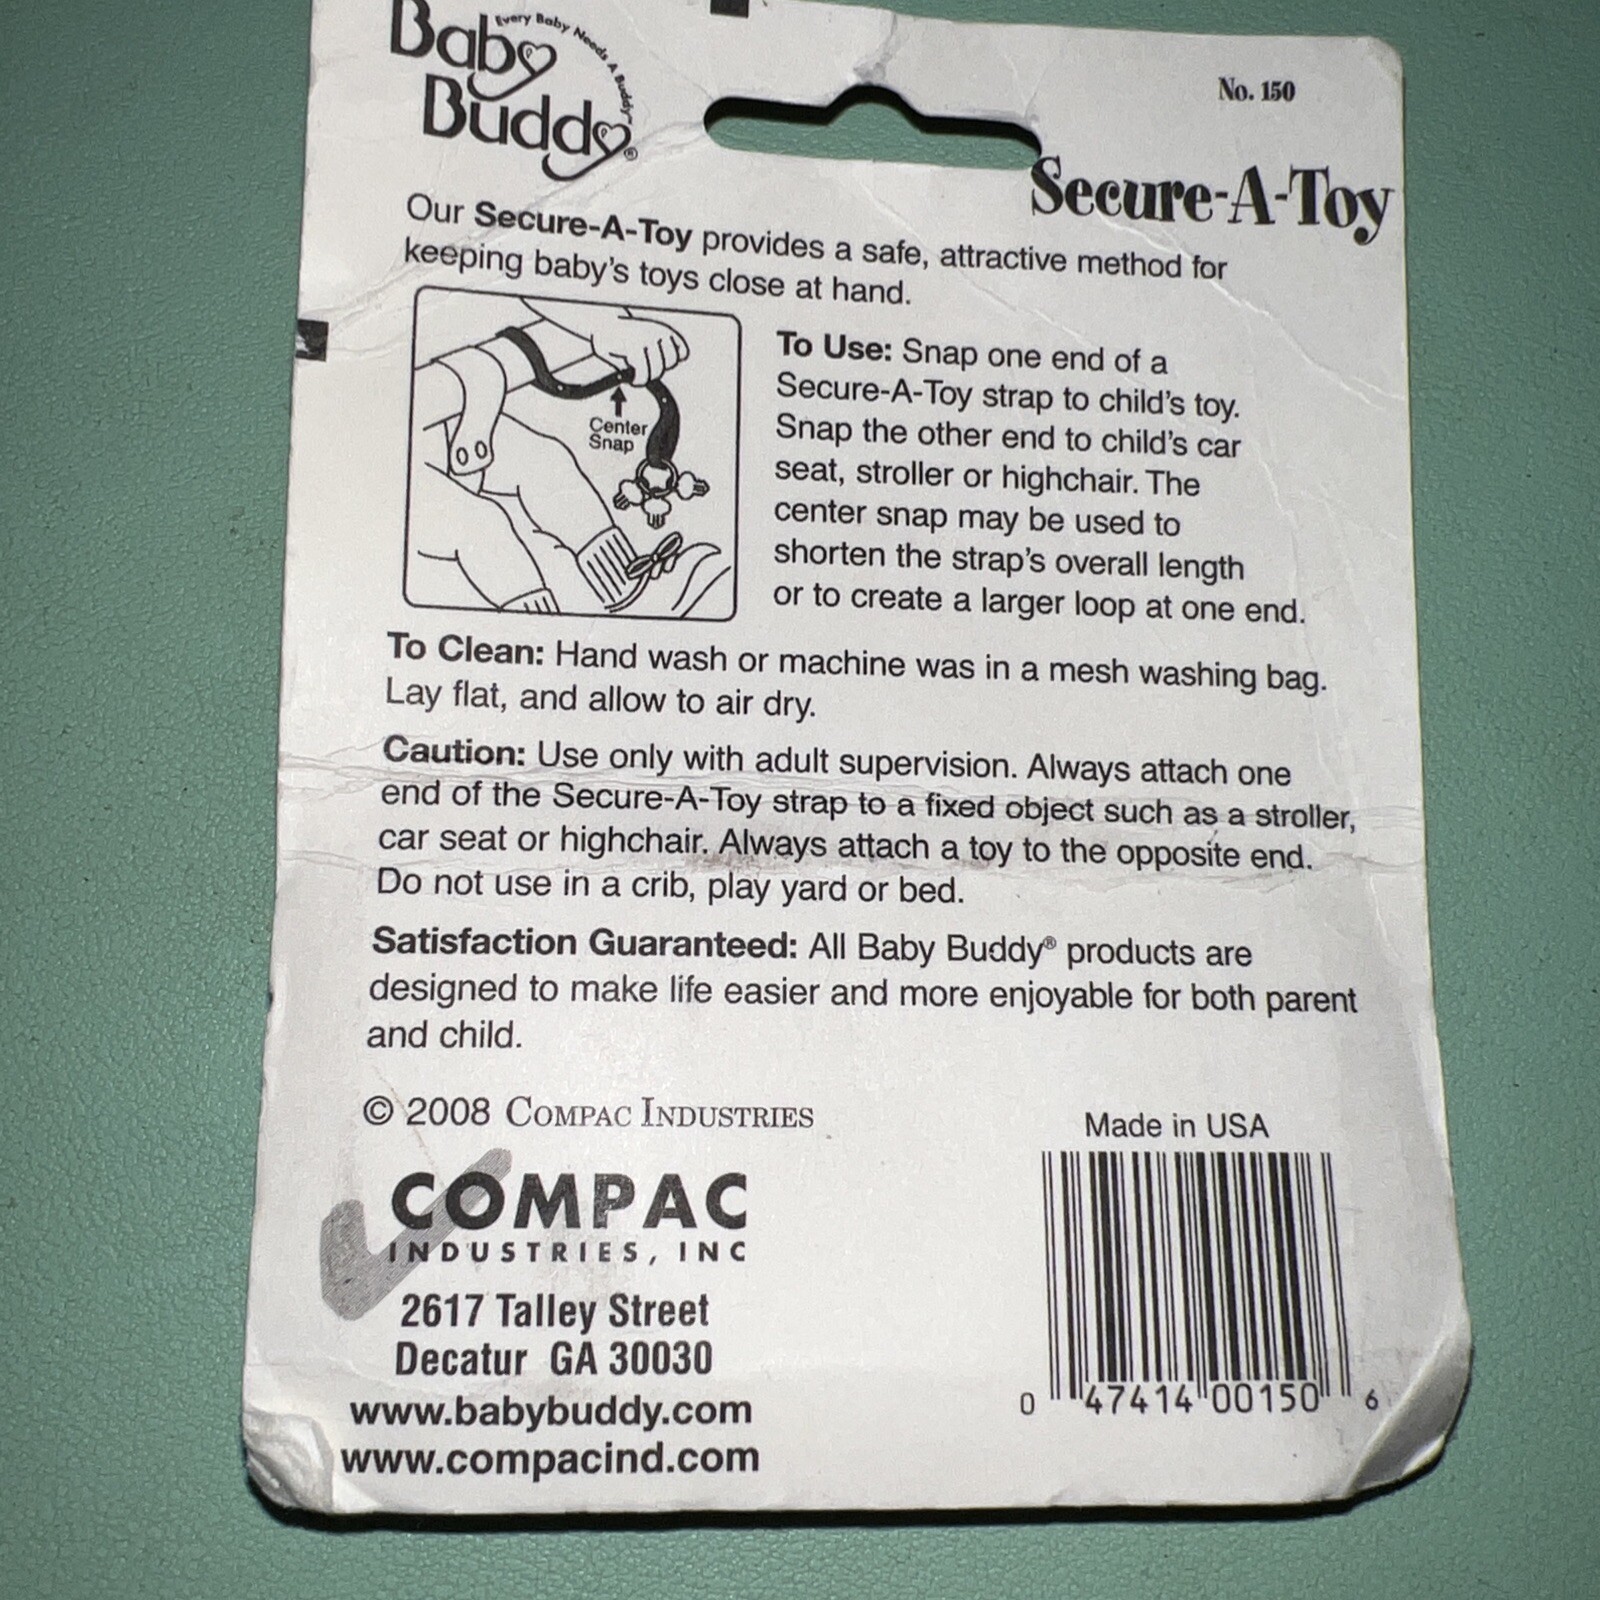 Baby
Buddy®
Every Baby Needs A Buddy™
No. 150
Secure-A-Toy
Our Secure-A-Toy provides a safe, attractive method for
keeping baby's toys close at hand.
Center
Snap
To Use: Snap one end of a
Secure-A-Toy strap to child's toy.
Snap the other end to child's car
seat, stroller or highchair. The
center snap may be used to
shorten the strap's overall length
or to create a larger loop at one end.
To Clean: Hand wash or machine was in a mesh washing bag.
Lay flat, and allow to air dry.
Caution: Use only with adult supervision. Always attach one
end of the Secure-A-Toy strap to a fixed object such as a stroller,
car seat or highchair. Always attach a toy to the opposite end.
Do not use in a crib, play yard or bed.
Satisfaction Guaranteed: All Baby Buddy® products are
designed to make life easier and more enjoyable for both parent
and child.
© 2008 COMPAC INDUSTRIES
COMPAC
INDUSTRIES, INC
2617 Talley Street
Decatur GA 30030
www.babybuddy.com
www.compacind.com
Made in USA
0 47414 00150 6